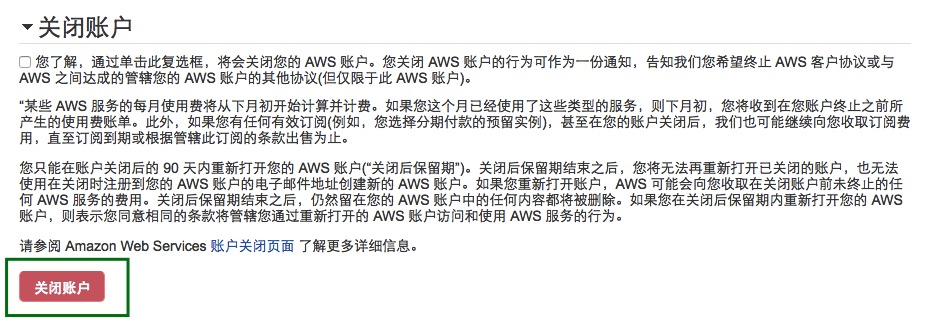 关闭账户
您了解，通过单击此复选框，将会关闭您的 AWS 账户。您关闭 AWS 账户的行为可作为一份通知，告知我们您希望终止 AWS 客户协议或与
AWS 之间达成的管辖您的 AWS 账户的其他协议(但仅限于此 AWS 账户)。
“某些 AWS 服务的每月使用费将从下月初开始计算并计费。如果您这个月已经使用了这些类型的服务，则下月初，您将收到在您账户终止之前所
产生的使用费账单。此外，如果您有任何有效订阅(例如，您选择分期付款的预留实例)，甚至在您的账户关闭后，我们也可能继续向您收取订阅费
用，直至订阅到期或根据管辖此订阅的条款出售为止。
您只能在账户关闭后的 90 天内重新打开您的 AWS 账户(“关闭后保留期”)。关闭后保留期结束之后，您将无法再重新打开已关闭的账户，也无法
使用在关闭时注册到您的 AWS 账户的电子邮件地址创建新的 AWS 账户。如果您重新打开账户，AWS 可能会向您收取在关闭账户前未终止的任
何 AWS 服务的费用。关闭后保留期结束之后，仍然留在您的 AWS 账户中的任何内容都将被删除。如果您在关闭后保留期内重新打开您的 AWS
账户，则表示您同意相同的条款将管辖您通过重新打开的 AWS 账户访问和使用 AWS 服务的行为。
请参阅 Amazon Web Services 账户关闭页面 了解更多详细信息。
关闭账户